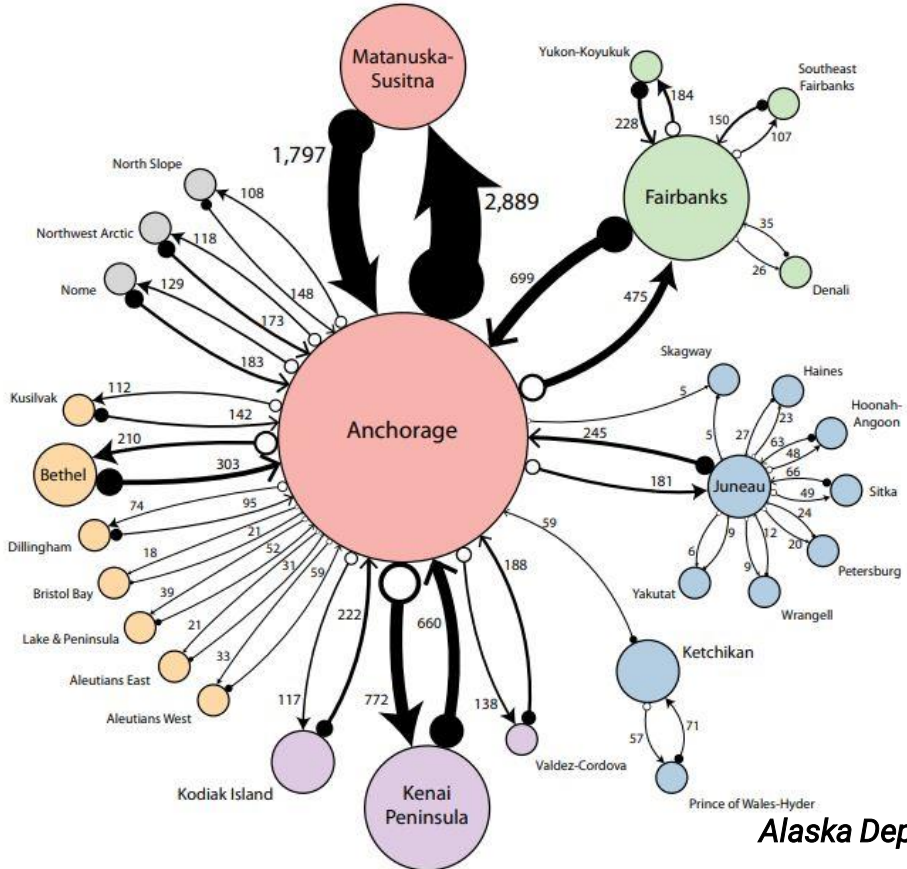 Matanuska-
Susitna
Yukon-Koyukuk
184
228
Southeast
Fairbanks
150
107
1,797
2,889
North Slope
108
Northwest Arctic
118
Nome
129
148
173
183
Fairbanks
35
26
Denali
699
475
Kusilvak
112
142
210
Bethel
303
Anchorage
Skagway
5
5
245
181
Juneau
Haines
27
23
Hoonah-
Angoon
63
48
66
49
Sitka
24
20
Petersburg
12
9
Wrangell
9
6
Yakutat
74
95
Dillingham
21
18
Bristol Bay
52
39
Lake & Peninsula
31
21
Aleutians East
59
33
Aleutians West
222
117
Kodiak Island
772
660
Kenai
Peninsula
188
138
Valdez-Cordova
59
Ketchikan
57
71
Prince of Wales-Hyder
Alaska Dep